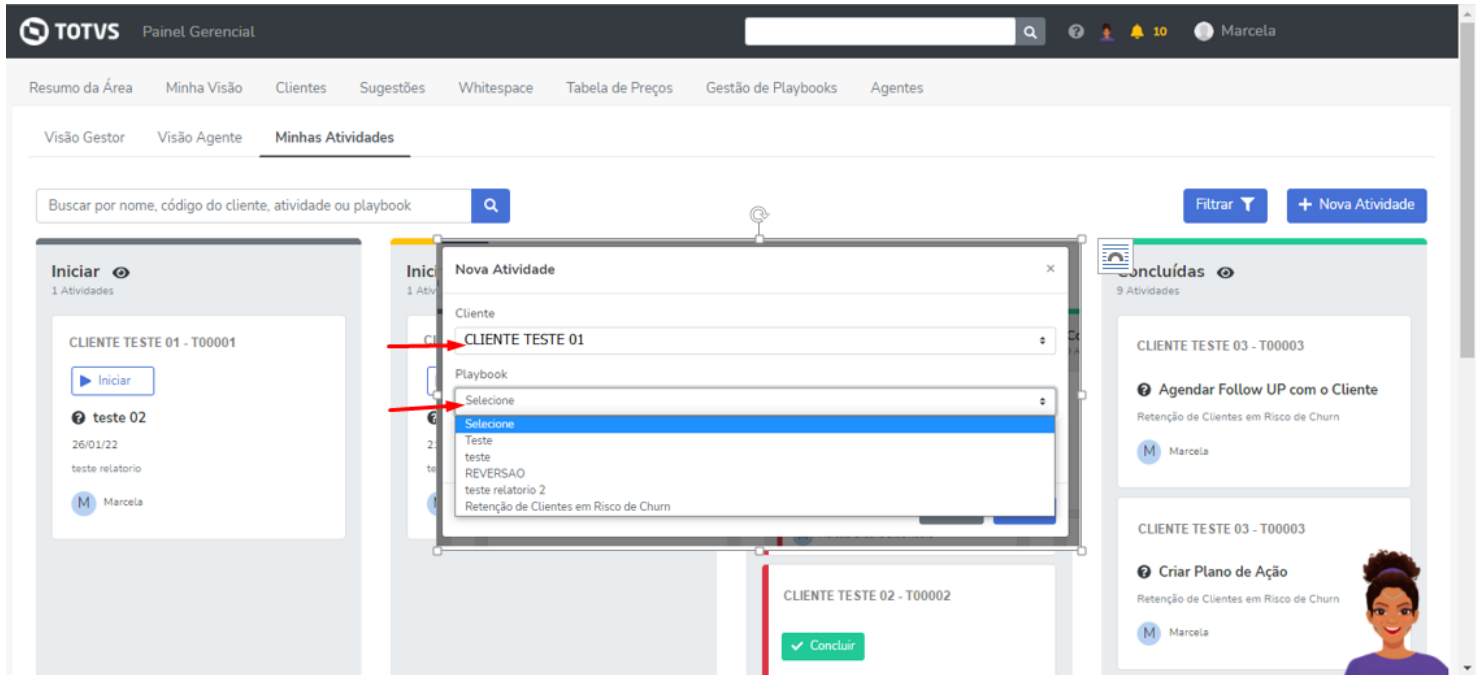 TOTVS Painel Gerencial
10 Marcela
Resumo da Área Minha Visão Clientes Sugestões Whitespace Tabela de Preços Gestão de Playbooks Agentes
Visão Gestor Visão Agente Minhas Atividades
Buscar por nome, código do cliente, atividade ou playbook
Filtrar + Nova Atividade
Iniciar
1 Atividades
CLIENTE TESTE 01 - T00001
Iniciar
teste 02
26/01/22
teste relatorio
M Marcela
Nova Atividade ×
Cliente
CLIENTE TESTE 01
Playbook
Selecione
Selecione
Teste
teste
REVERSAO
teste relatorio 2
Retenção de Clientes em Risco de Churn
CLIENTE TESTE 02 - T00002
Concluir
Concluídas
9 Atividades
CLIENTE TESTE 03 - T00003
Agendar Follow UP com o Cliente
Retenção de Clientes em Risco de Churn
M Marcela
CLIENTE TESTE 03 - T00003
Criar Plano de Ação
Retenção de Clientes em Risco de Churn
M Marcela